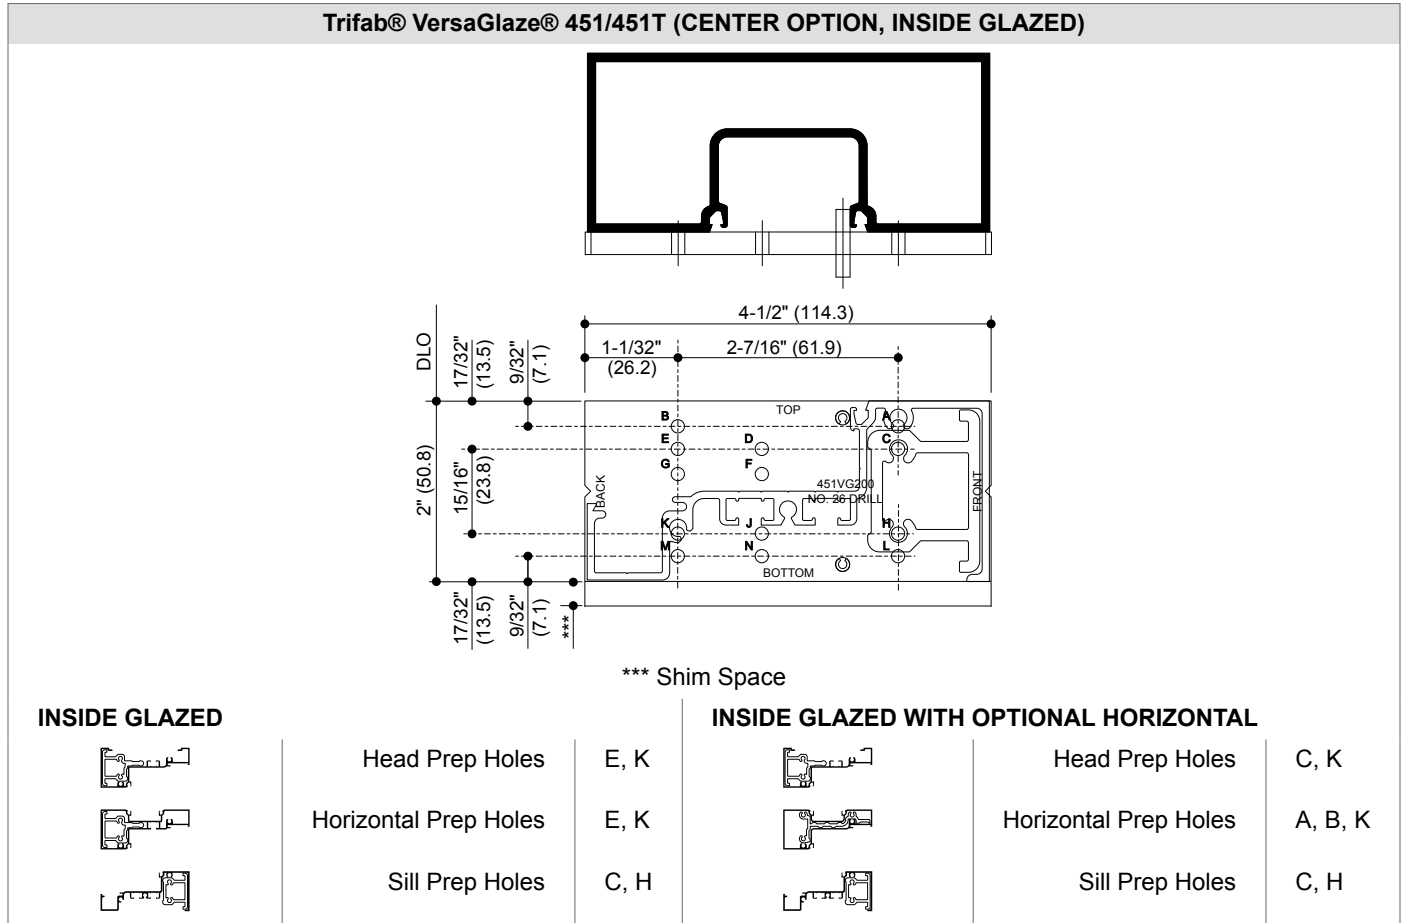 Trifab® VersaGlaze® 451/451T (CENTER OPTION, INSIDE GLAZED)
4-1/2" (114.3)
1-1/32"
(26.2)
2-7/16" (61.9)
DLO
17/32"
(13.5)
9/32"
(7.1)
2" (50.8)
15/16"
(23.8)
17/32"
(13.5)
9/32"
(7.1)
***
TOP
B
A
E
D
C
G
F
451VG200
NO. 26 DRILL
BACK
FRONT
K
J
H
M
N
L
BOTTOM
*** Shim Space
INSIDE GLAZED
Head Prep Holes E, K
Horizontal Prep Holes E, K
Sill Prep Holes C, H
INSIDE GLAZED WITH OPTIONAL HORIZONTAL
Head Prep Holes C, K
Horizontal Prep Holes A, B, K
Sill Prep Holes C, H